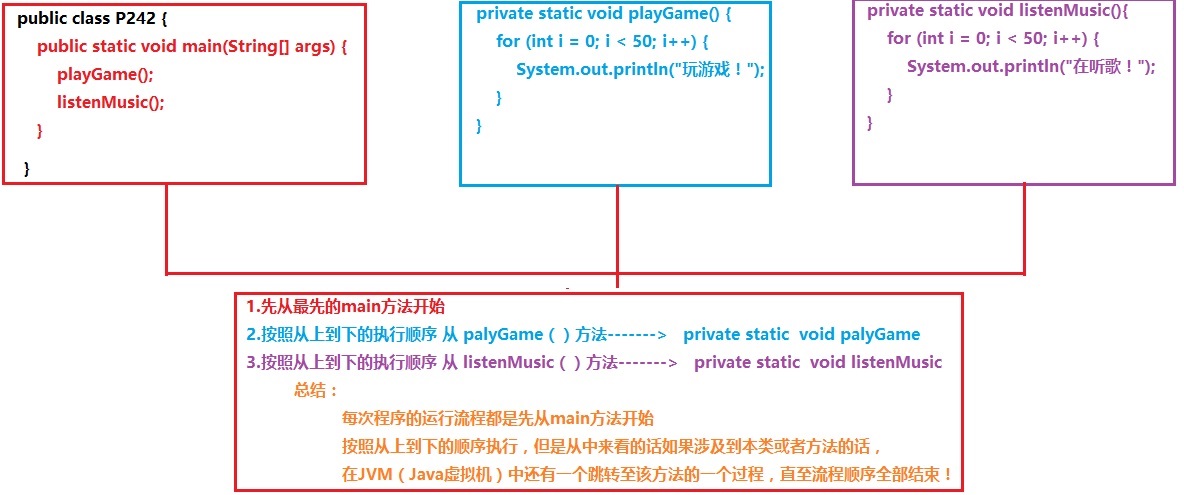 public class P242 {
public static void main(String[] args) {
playGame();
listenMusic();
}
}
private static void playGame() {
for (int i = 0; i < 50; i++) {
System.out.println("玩游戏！");
}
}
private static void listenMusic(){
for (int i = 0; i < 50; i++) {
System.out.println("在听歌！");
}
}
1.先从最先的main方法开始
2.按照从上到下的执行顺序 从 palyGame（ ）方法-------> private static void palyGame
3.按照从上到下的执行顺序 从 listenMusic（ ）方法-------> private static void listenMusic
总结：
每次程序的运行流程都是先从main方法开始
按照从上到下的顺序执行，但是从中来看的话如果涉及到本类或者方法的话，
在JVM（Java虚拟机）中还有一个跳转至该方法的一个过程，直至流程顺序全部结束！